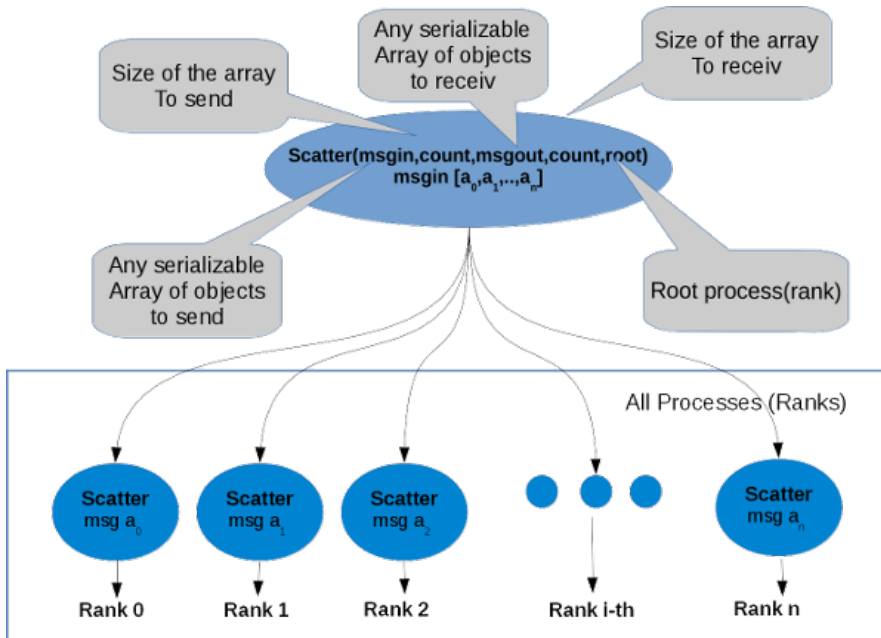 Any serializable
Array of objects
to receiv
Size of the array
To receiv
Size of the array
To send
Scatter(msgin,count,msgout,count,root)
msgin [a₀,a₁,..,aₙ]
Any serializable
Array of objects
to send
Root process(rank)
All Processes (Ranks)
Scatter
msg a₀
Scatter
msg a₁
Scatter
msg a₂
Scatter
msg aₙ
Rank 0
Rank 1
Rank 2
Rank i-th
Rank n